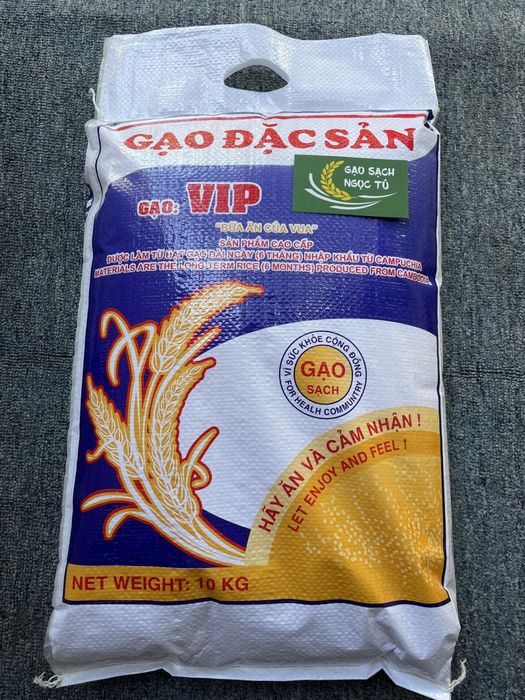 GẠO ĐẶC SẢN
GẠO SẠCH
NGỌC TÚ
GẠO: VIP
"BỮA ĂN CỦA VUA"
SẢN PHẨM CAO CẤP
ĐƯỢC LÀM TỪ HẠT GẠO DÀI NGÀY (6 THÁNG) NHẬP KHẨU TỪ CAMPUCHIA
MATERIALS ARE THE LONG TERM RICE (6 MONTHS) PRODUCED FROM CAMBODIA
VÌ SỨC KHỎE CỘNG ĐỒNG
GẠO
SẠCH
FOR HEALH COMMUNTRY
HÃY ĂN VÀ CẢM NHẬN !
LET ENJOY AND FEEL !
NET WEIGHT: 10 KG